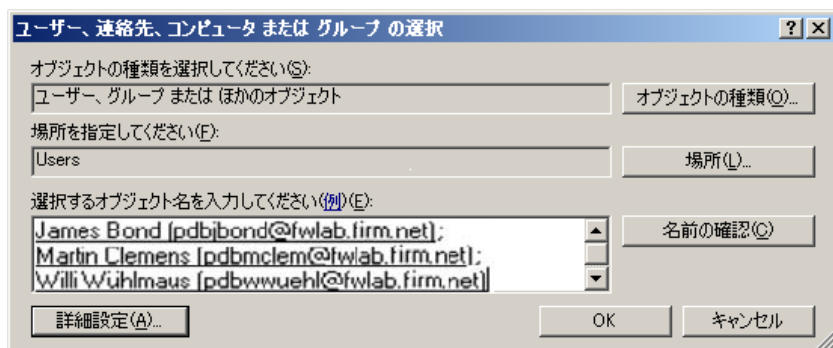 ユーザー、連絡先、コンピュータ または グループ の選択
オブジェクトの種類を選択してください(S):
ユーザー、グループ または ほかのオブジェクト
オブジェクトの種類(O)...
場所を指定してください(F):
Users
場所(L)...
選択するオブジェクト名を入力してください(例)(E):
James Bond (pdbjbond@fwlab.firm.net);
Martin Clemens (pdbmclem@fwlab.firm.net);
Willi Wühlmaus (pdbwwuehl@fwlab.firm.net)
名前の確認(C)
詳細設定(A)...
OK
キャンセル